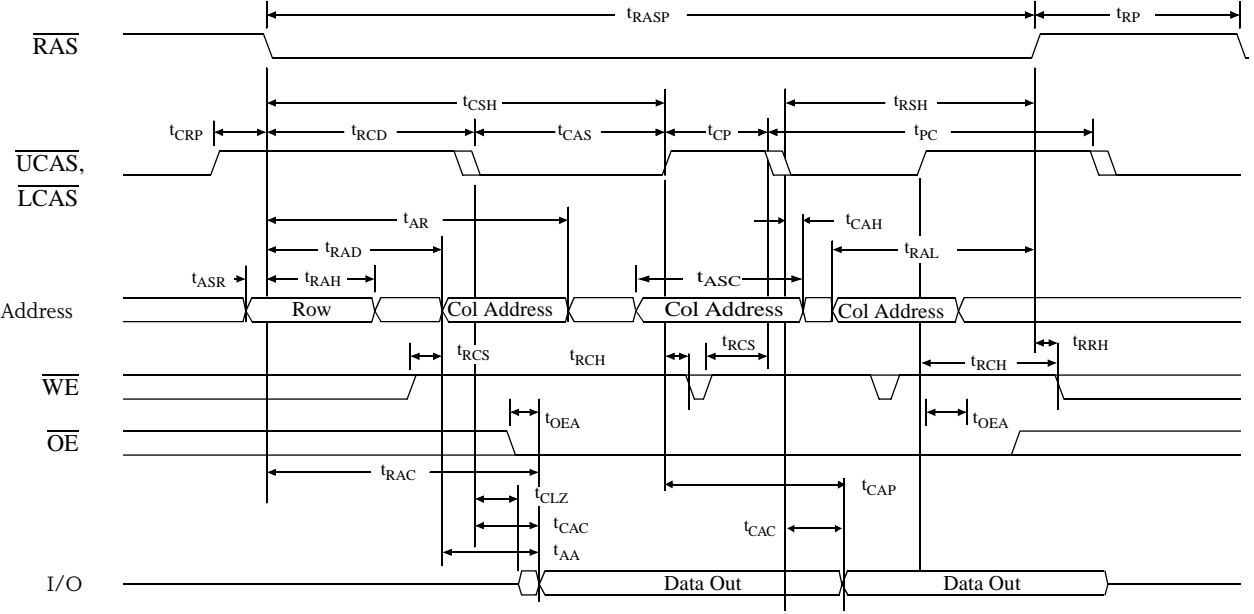 tRASP tRP
RAS
tCSH tRSH
tCRP tRCD tCAS tCP tPC
UCAS,
LCAS
tAR tCAH
tRAD tRAL
tASR tRAH tASC
Address Row Col Address Col Address Col Address
tRCS tRCH tRCS tRCH tRRH
WE
tOEA tOEA
OE
tRAC
tCLZ tCAP
tCAC tCAC
tAA
I/O Data Out Data Out